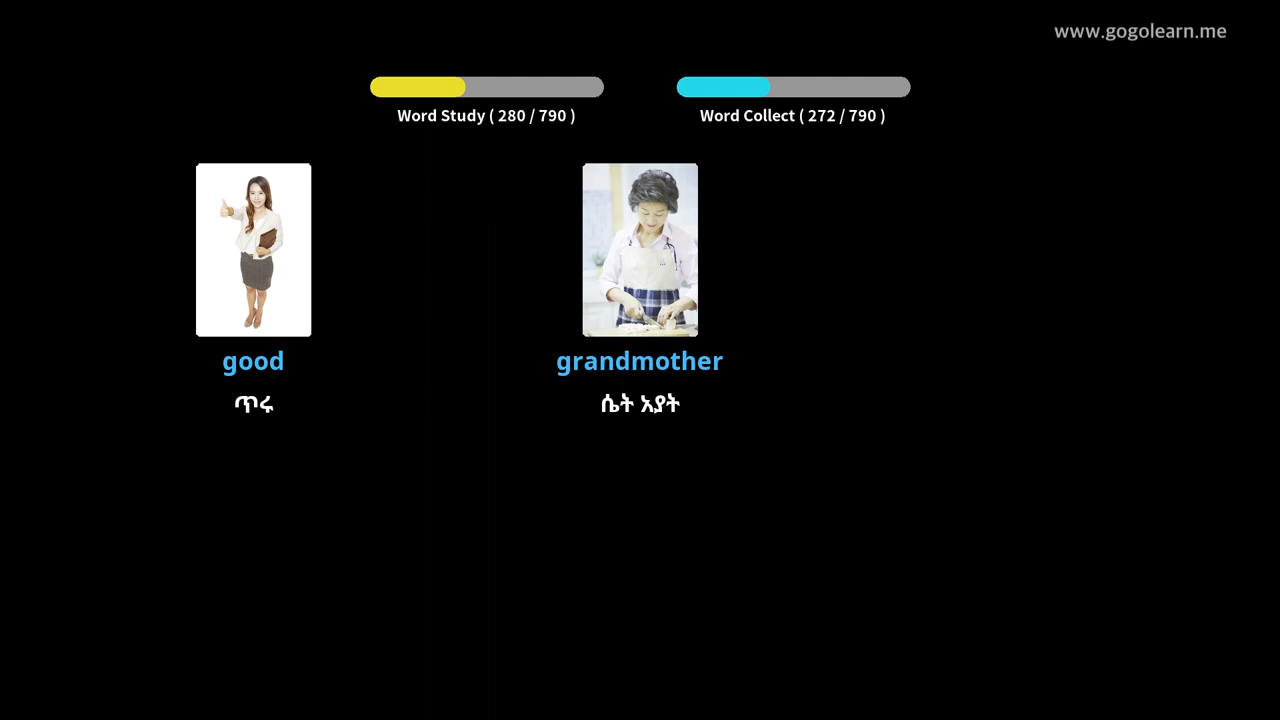 www.gogolearn.me
Word Study ( 280 / 790 )
Word Collect ( 272 / 790 )
good
grandmother
ጥሩ
ሴት አያት